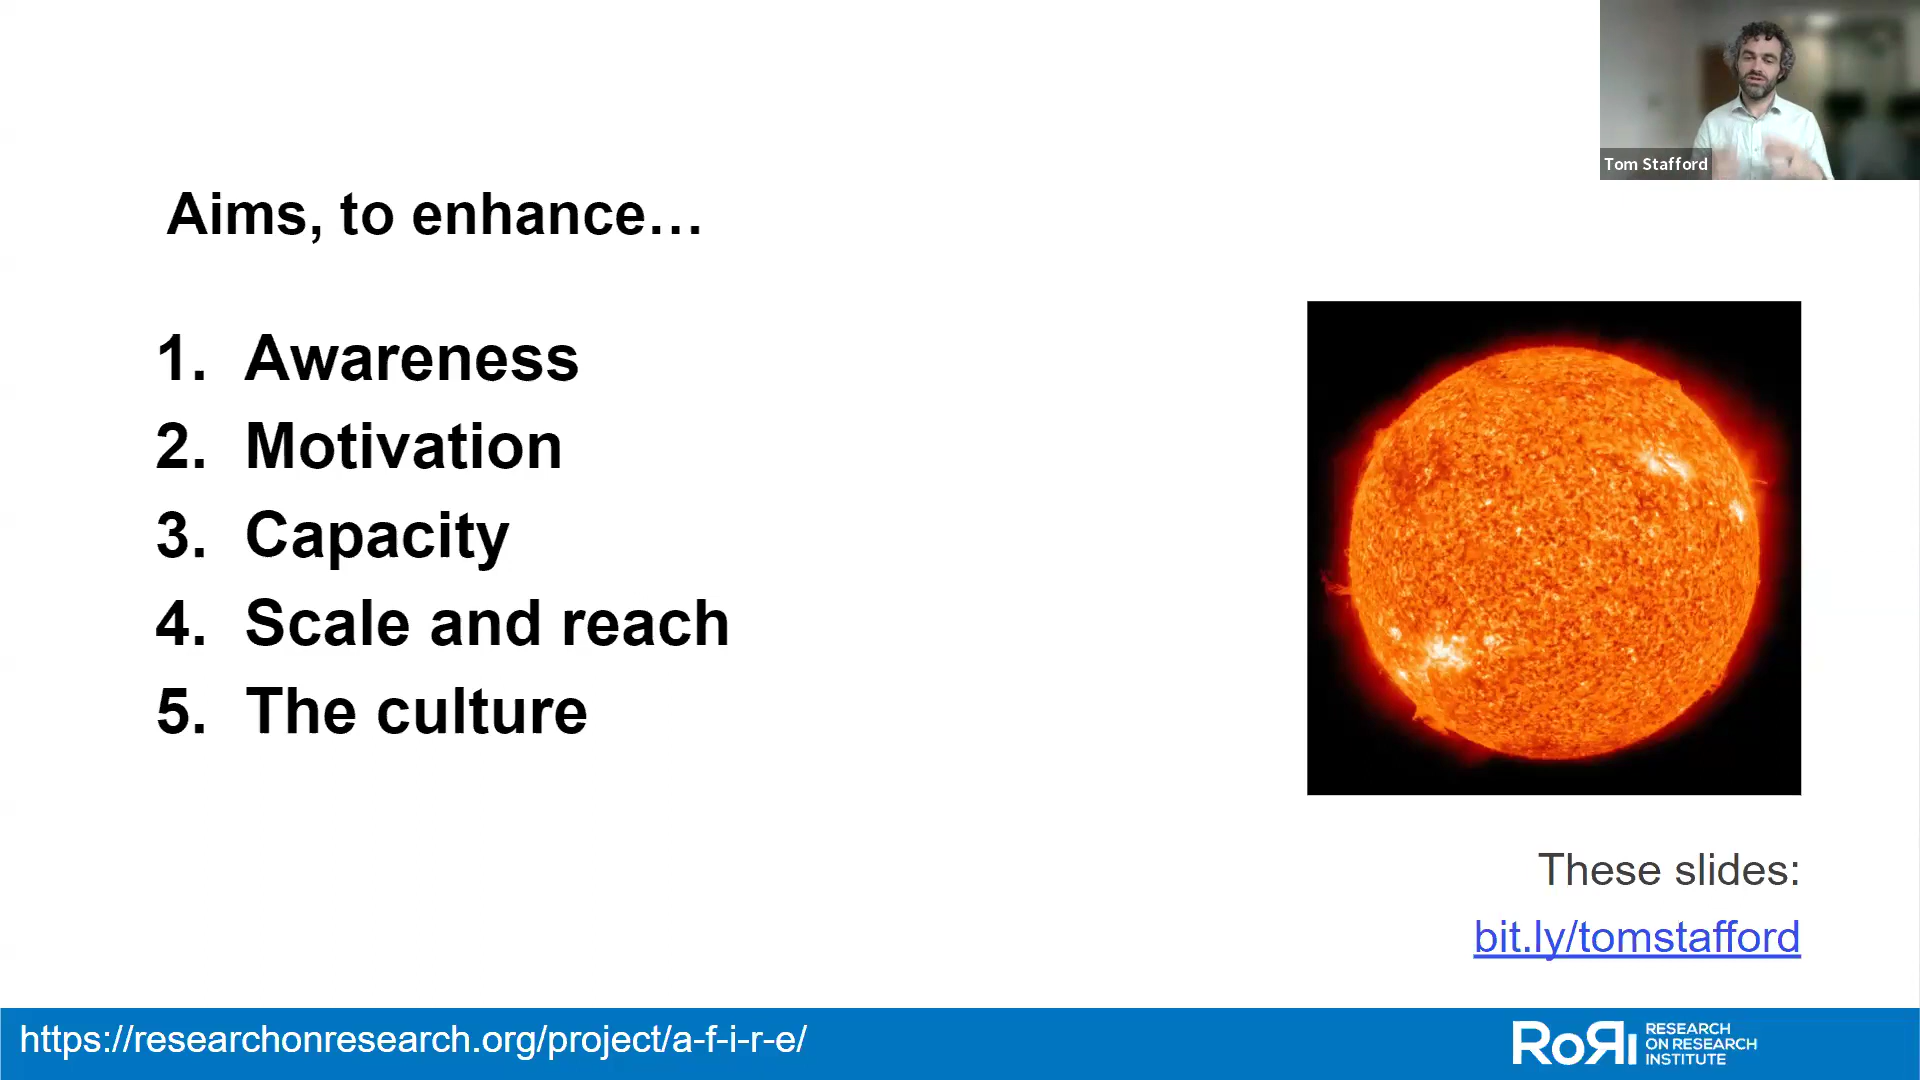 Tom Stafford
Aims, to enhance…
1. Awareness
2. Motivation
3. Capacity
4. Scale and reach
5. The culture
These slides:
bit.ly/tomstafford
https://researchonresearch.org/project/a-f-i-r-e/
RoRI
RESEARCH
ON RESEARCH
INSTITUTE